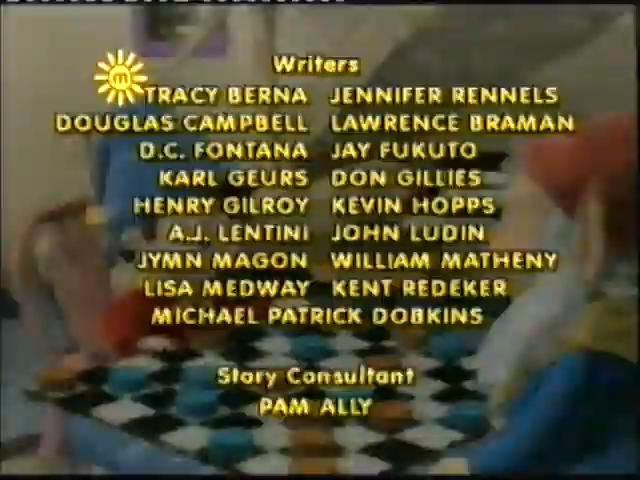 Writers
m
TRACY BERNA JENNIFER RENNELS
DOUGLAS CAMPBELL LAWRENCE BRAMAN
D.C. FONTANA JAY FUKUTO
KARL GEURS DON GILLIES
HENRY GILROY KEVIN HOPPS
A.J. LENTINI JOHN LUDIN
JYMN MAGON WILLIAM MATHENY
LISA MEDWAY KENT REDEKER
MICHAEL PATRICK DOBKINS
Story Consultant
PAM ALLY